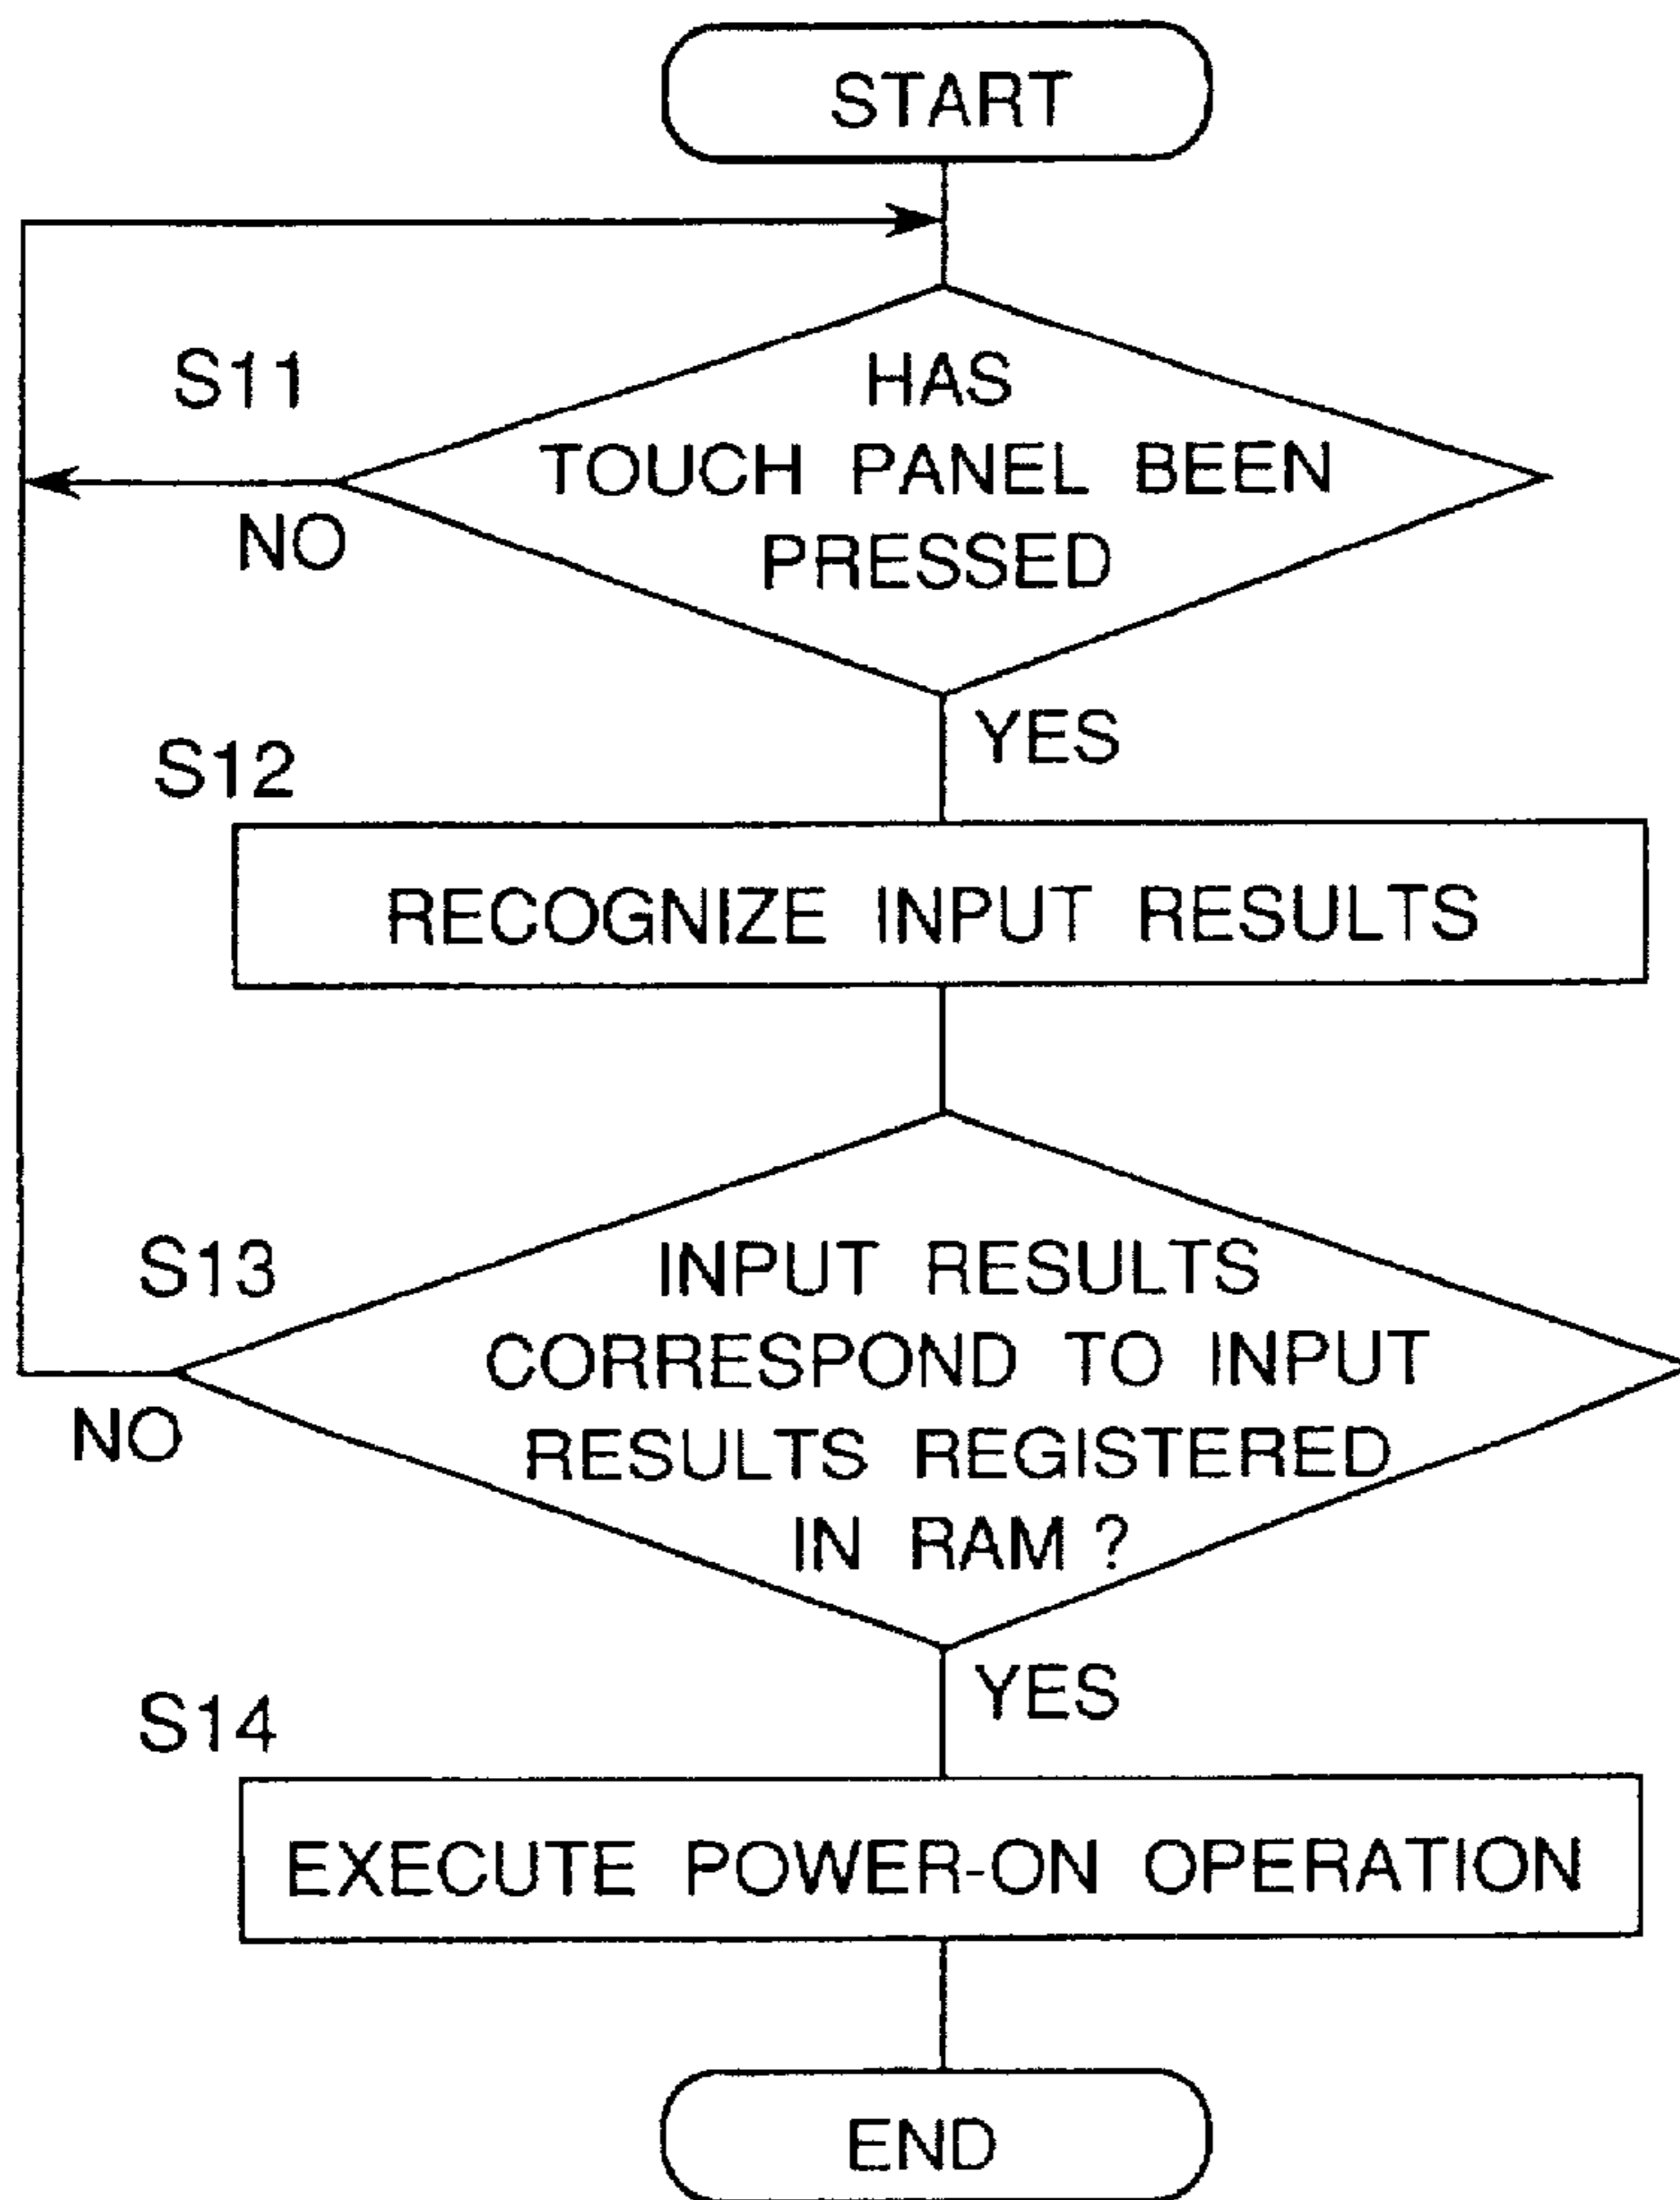 START
S11
HAS
TOUCH PANEL BEEN
PRESSED
NO
YES
S12
RECOGNIZE INPUT RESULTS
S13
INPUT RESULTS
CORRESPOND TO INPUT
RESULTS REGISTERED
IN RAM ?
NO
YES
S14
EXECUTE POWER-ON OPERATION
END